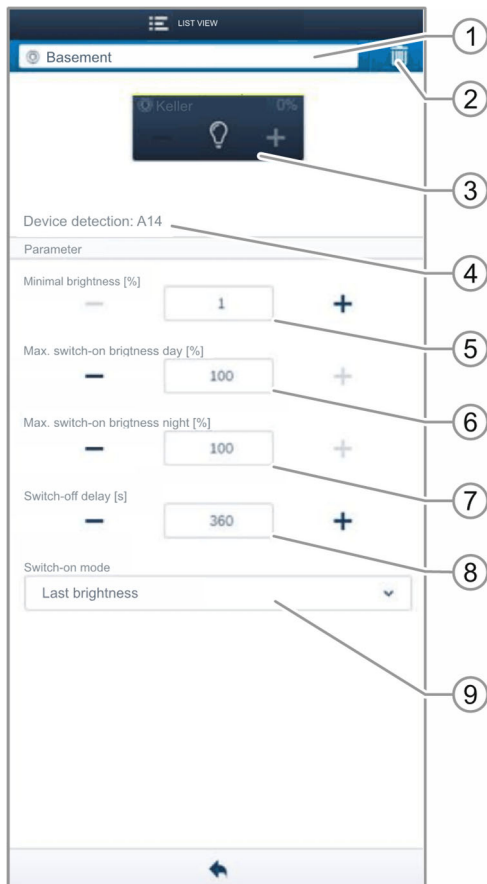 LIST VIEW
Basement
Keller 0%
Device detection: A14
Parameter
Minimal brightness [%]
1
Max. switch-on brigtness day [%]
100
Max. switch-on brigtness night [%]
100
Switch-off delay [s]
360
Switch-on mode
Last brightness
1
2
3
4
5
6
7
8
9